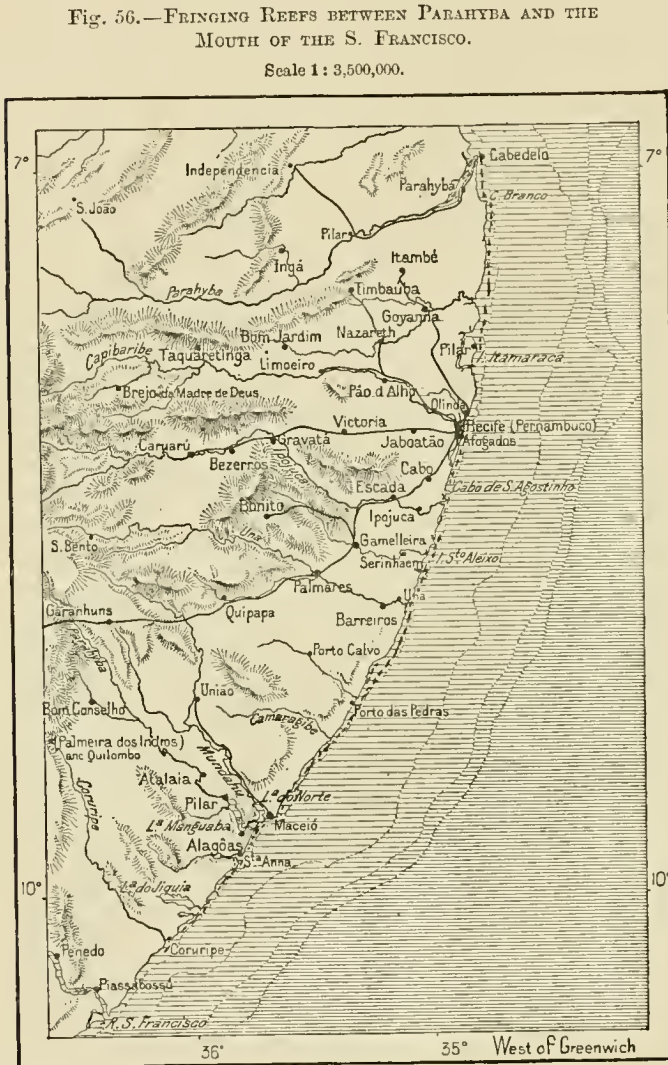 Fig. 56.—Fringing Reefs between Parahyba and the
Mouth of the S. Francisco.
Scale 1 : 3,500,000.
7°
7°
Cabedelo
Independencia
Parahyba
C. Branco
S. João
Pilar
Ingá
Itambé
Parahyba
Timbauba
Goyanna
Bom Jardim
Nazareth
Capibaribe
Taquaretinga
Pilar
I. Itamaracá
Limoeiro
Brejo da Madre de Deus
Páo d Alho
Olinda
Victoria
Recife (Pernambuco)
Caruarú
Gravatá
Jaboatão
Afogados
Bezerros
Ipojuca
Cabo
Escada
Cabo de S. Agostinho
Bonito
Ipojuca
Una
S. Bento
Gamelleira
Serinhaem
I. Sto Aleixo
Palmares
Una
Garanhuns
Quipapa
Barreiros
Porto Calvo
União
Bom Conselho
Camaragibe
Porto das Pedras
(Palmeira dos Indros)
anc Quilombo
Mundahu
Atalaia
Coruripe
La do Norte
Pilar
La Manguaba
Maceió
Alagôas
Sta Anna
10°
10°
La do Jiquia
Coruripe
Penedo
Piassabossú
R. S. Francisco
36°
35°
West of Greenwich